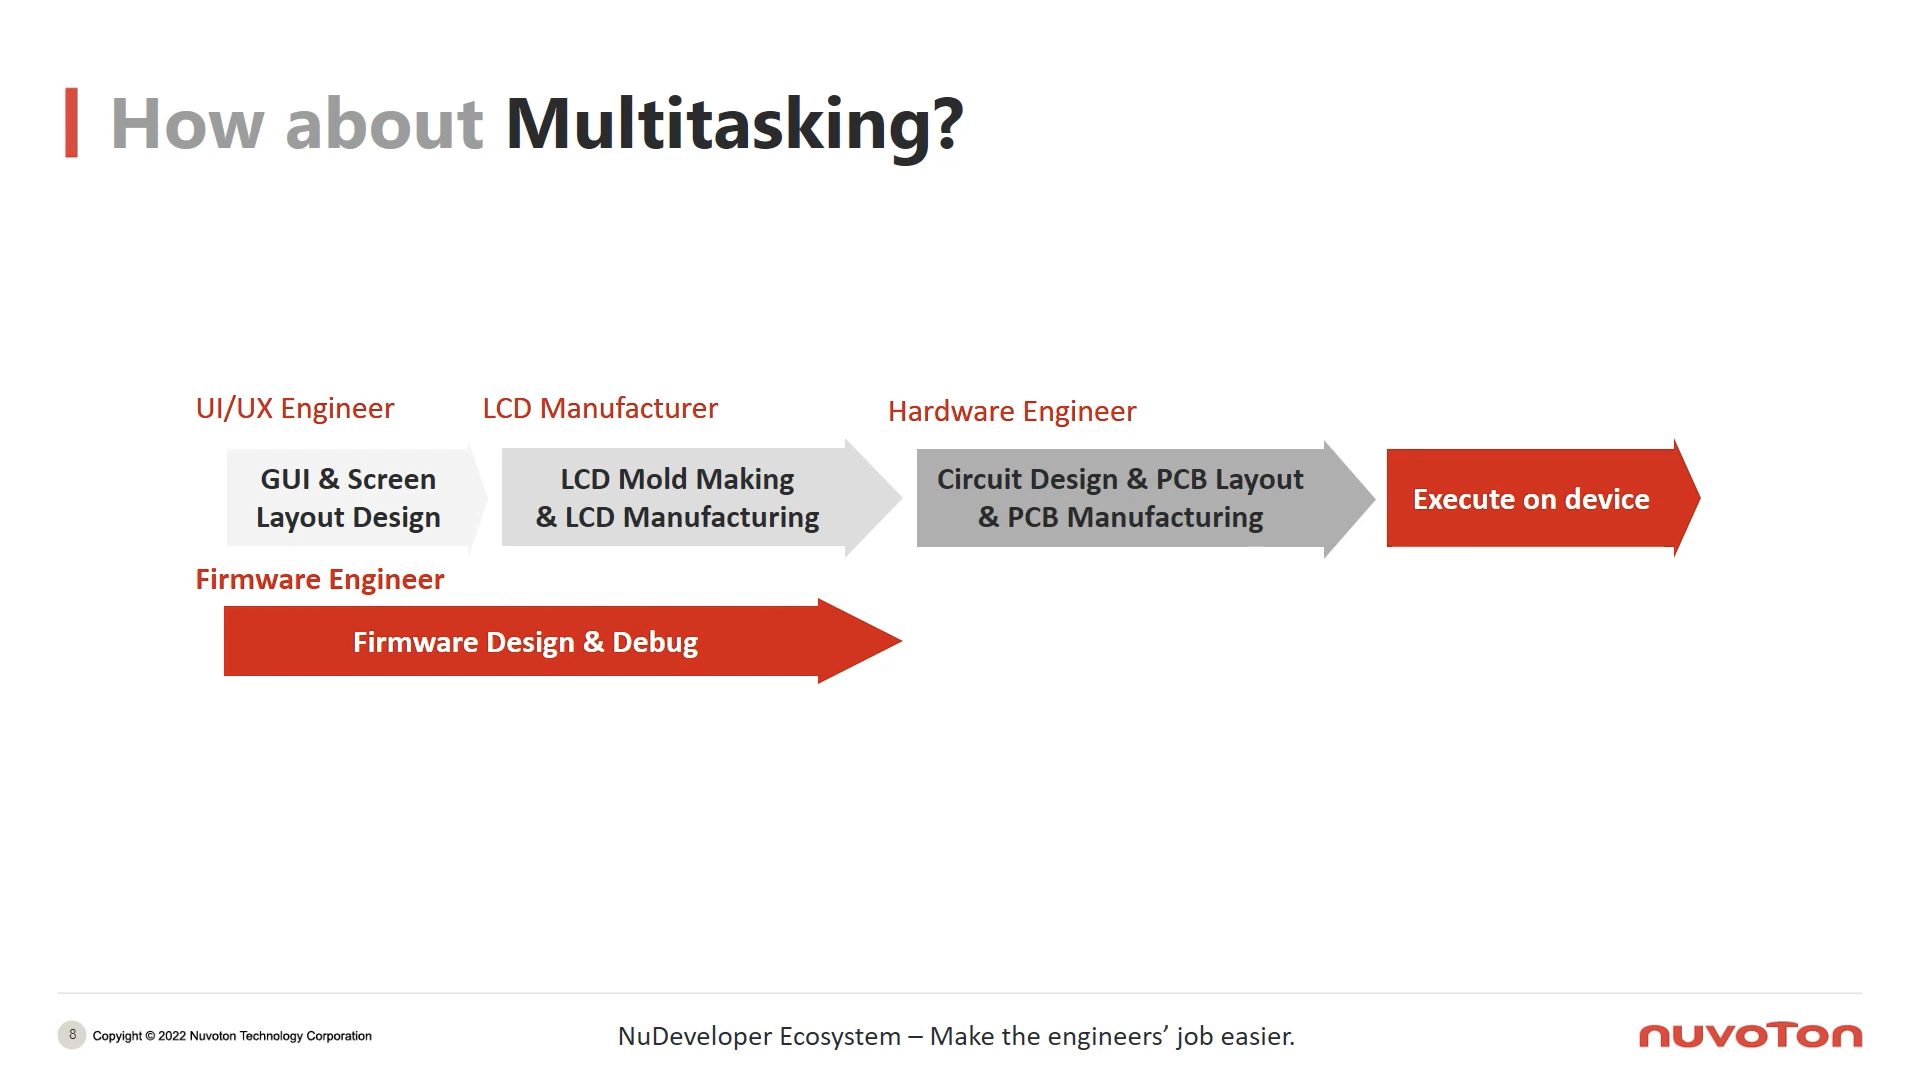 How about Multitasking?
UI/UX Engineer
LCD Manufacturer
Hardware Engineer
GUI & Screen
Layout Design
LCD Mold Making
& LCD Manufacturing
Circuit Design & PCB Layout
& PCB Manufacturing
Execute on device
Firmware Engineer
Firmware Design & Debug
8
Copyight © 2022 Nuvoton Technology Corporation
NuDeveloper Ecosystem – Make the engineers’ job easier.
nuvoTon